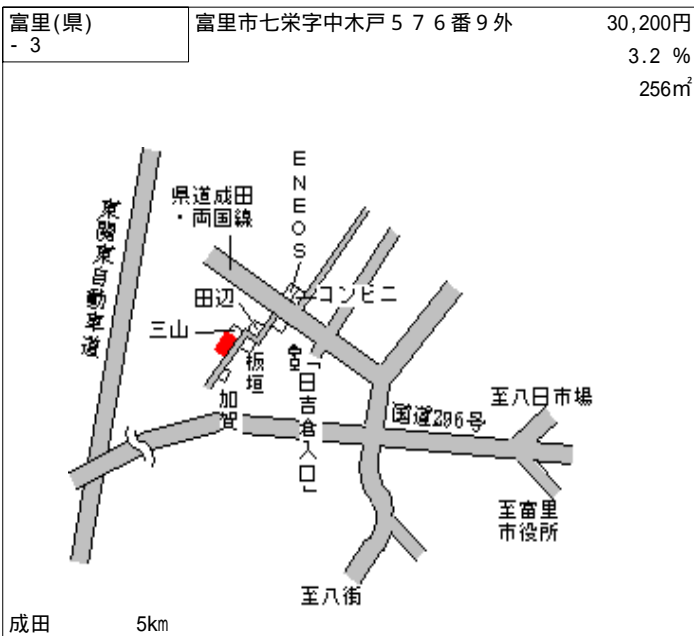 富里(県)
- 3
富里市七栄字中木戸５７６番９外
30,200円
3.2 %
256㎡
ENEOS
県道成田
・両国線
東関東自動車道
コンビニ
田辺
三山
板垣
「日吉倉入口」
加賀
国道296号
至八日市場
至富里
市役所
至八街
成田 5㎞